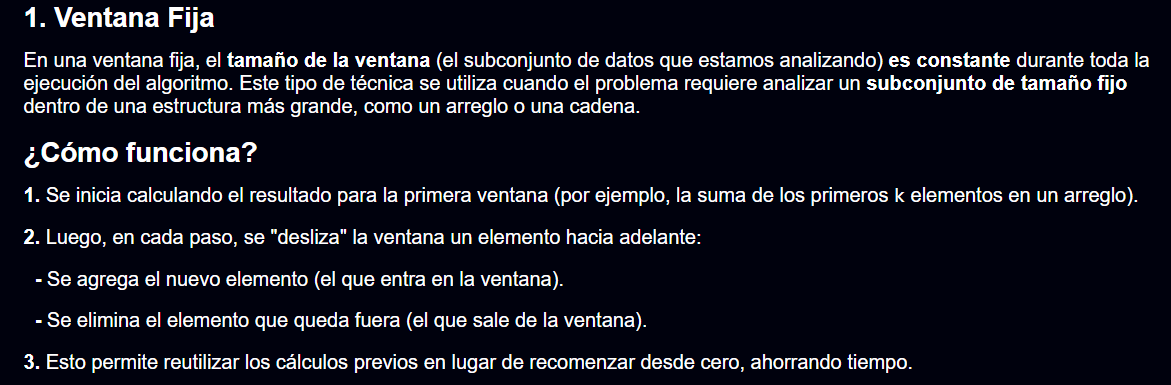 1. Ventana Fija
En una ventana fija, el tamaño de la ventana (el subconjunto de datos que estamos analizando) es constante durante toda la
ejecución del algoritmo. Este tipo de técnica se utiliza cuando el problema requiere analizar un subconjunto de tamaño fijo
dentro de una estructura más grande, como un arreglo o una cadena.
¿Cómo funciona?
1. Se inicia calculando el resultado para la primera ventana (por ejemplo, la suma de los primeros k elementos en un arreglo).
2. Luego, en cada paso, se "desliza" la ventana un elemento hacia adelante:
- Se agrega el nuevo elemento (el que entra en la ventana).
- Se elimina el elemento que queda fuera (el que sale de la ventana).
3. Esto permite reutilizar los cálculos previos en lugar de recomenzar desde cero, ahorrando tiempo.